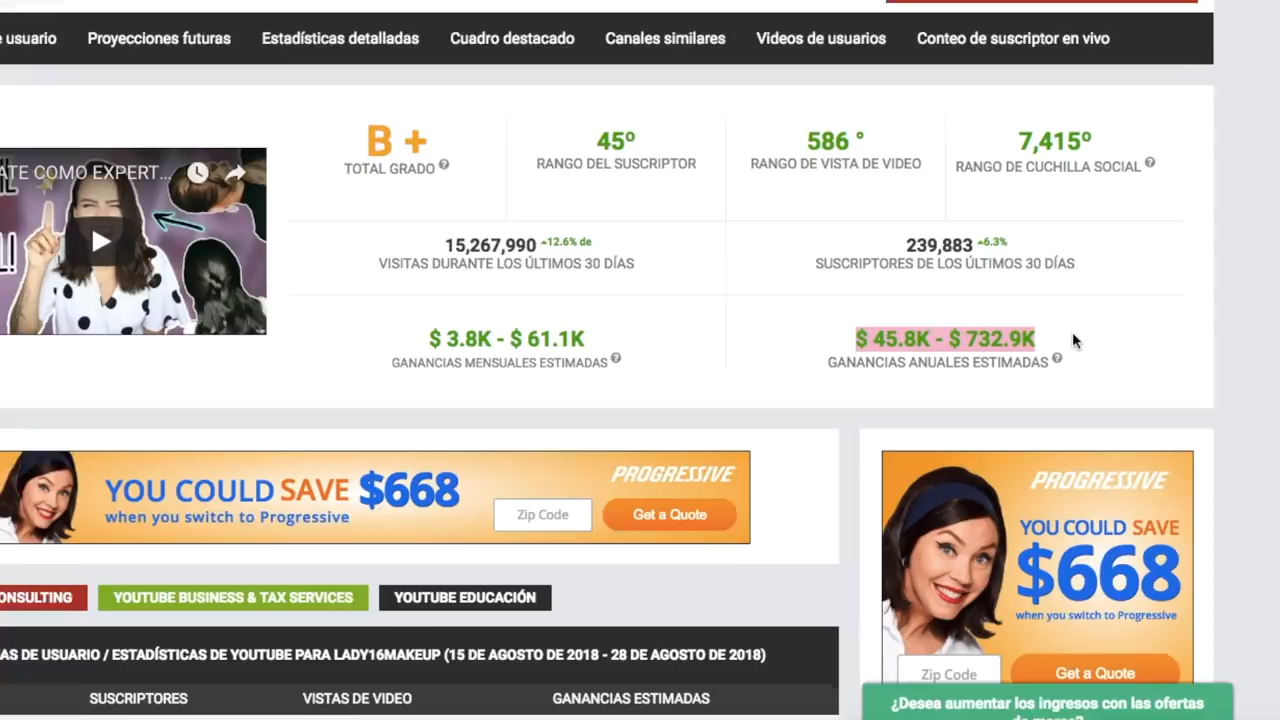 e usuario Proyecciones futuras Estadísticas detalladas Cuadro destacado Canales similares Videos de usuarios Conteo de suscriptor en vivo
ATE COMO EXPERT...
B +
TOTAL GRADO
45º
RANGO DEL SUSCRIPTOR
586 °
RANGO DE VISTA DE VIDEO
7,415º
RANGO DE CUCHILLA SOCIAL
15,267,990 12.6% de
VISITAS DURANTE LOS ÚLTIMOS 30 DÍAS
239,883 6.3%
SUSCRIPTORES DE LOS ÚLTIMOS 30 DÍAS
$ 3.8K - $ 61.1K
GANANCIAS MENSUALES ESTIMADAS
$ 45.8K - $ 732.9K
GANANCIAS ANUALES ESTIMADAS
YOU COULD SAVE $668
when you switch to Progressive
PROGRESSIVE
Zip Code
Get a Quote
PROGRESSIVE
YOU COULD SAVE
$668
when you switch to Progressive
Zip Code
Get a Quote
ONSULTING
YOUTUBE BUSINESS & TAX SERVICES
YOUTUBE EDUCACIÓN
AS DE USUARIO / ESTADÍSTICAS DE YOUTUBE PARA LADY16MAKEUP (15 DE AGOSTO DE 2018 - 28 DE AGOSTO DE 2018)
SUSCRIPTORES VISTAS DE VIDEO GANANCIAS ESTIMADAS
¿Desea aumentar los ingresos con las ofertas